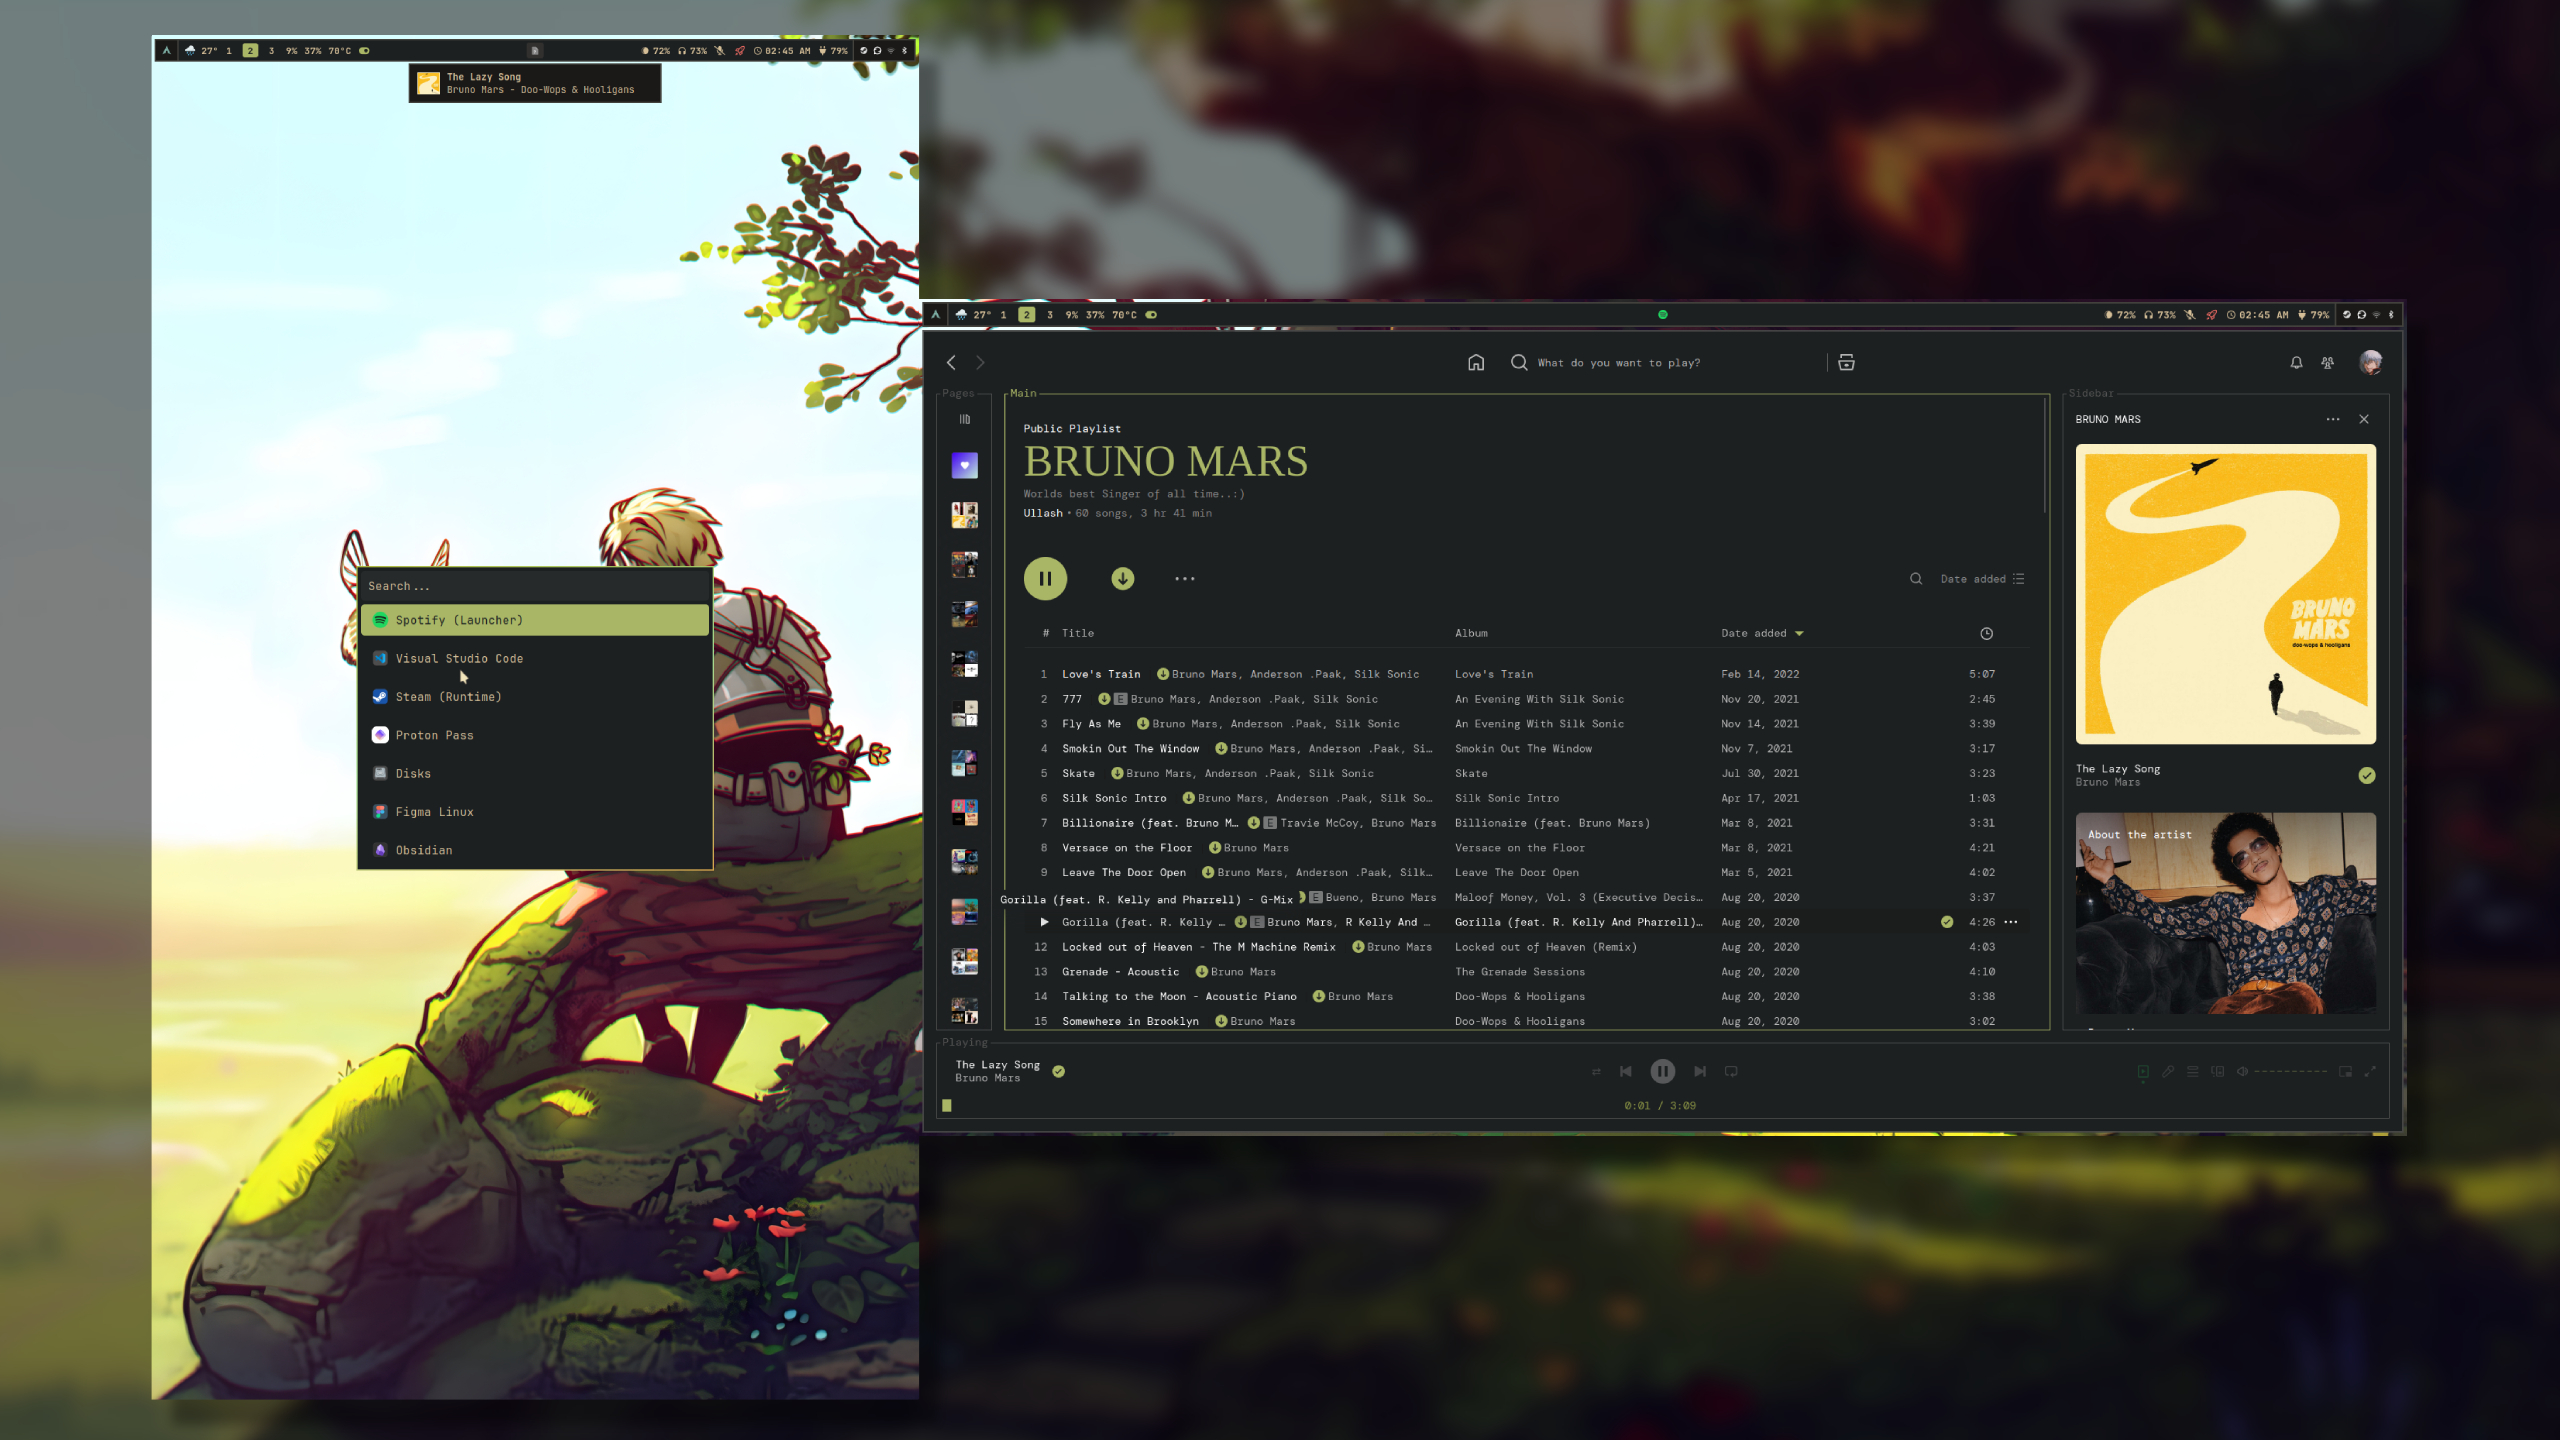 27° 1 2 3 9% 37% 70°C
72% 73% 02:45 AM 79%
The Lazy Song
Bruno Mars - Doo-Wops & Hooligans
Search...
Spotify (Launcher)
Visual Studio Code
Steam (Runtime)
Proton Pass
Disks
Figma Linux
Obsidian
27° 1 2 3 9% 37% 70°C
72% 73% 02:45 AM 79%
What do you want to play?
Pages
Main
Public Playlist
BRUNO MARS
Worlds best Singer of all time..:)
Ullash • 60 songs, 3 hr 41 min
Date added
# Title Album Date added
1 Love's Train Bruno Mars, Anderson .Paak, Silk Sonic Love's Train Feb 14, 2022 5:07
2 777 E Bruno Mars, Anderson .Paak, Silk Sonic An Evening With Silk Sonic Nov 20, 2021 2:45
3 Fly As Me Bruno Mars, Anderson .Paak, Silk Sonic An Evening With Silk Sonic Nov 14, 2021 3:39
4 Smokin Out The Window Bruno Mars, Anderson .Paak, Si… Smokin Out The Window Nov 7, 2021 3:17
5 Skate Bruno Mars, Anderson .Paak, Silk Sonic Skate Jul 30, 2021 3:23
6 Silk Sonic Intro Bruno Mars, Anderson .Paak, Silk So… Silk Sonic Intro Apr 17, 2021 1:03
7 Billionaire (feat. Bruno M… E Travie McCoy, Bruno Mars Billionaire (feat. Bruno Mars) Mar 8, 2021 3:31
8 Versace on the Floor Bruno Mars Versace on the Floor Mar 8, 2021 4:21
9 Leave The Door Open Bruno Mars, Anderson .Paak, Silk… Leave The Door Open Mar 5, 2021 4:02
Gorilla (feat. R. Kelly and Pharrell) - G-Mix E Bueno, Bruno Mars Maloof Money, Vol. 3 (Executive Decis… Aug 20, 2020 3:37
Gorilla (feat. R. Kelly … E Bruno Mars, R Kelly And … Gorilla (feat. R. Kelly And Pharrell)… Aug 20, 2020 4:26
12 Locked out of Heaven - The M Machine Remix Bruno Mars Locked out of Heaven (Remix) Aug 20, 2020 4:03
13 Grenade - Acoustic Bruno Mars The Grenade Sessions Aug 20, 2020 4:10
14 Talking to the Moon - Acoustic Piano Bruno Mars Doo-Wops & Hooligans Aug 20, 2020 3:38
15 Somewhere in Brooklyn Bruno Mars Doo-Wops & Hooligans Aug 20, 2020 3:02
Sidebar
BRUNO MARS
BRUNO
MARS
doo-wops & hooligans
The Lazy Song
Bruno Mars
About the artist
Playing
The Lazy Song
Bruno Mars
0:01 / 3:09